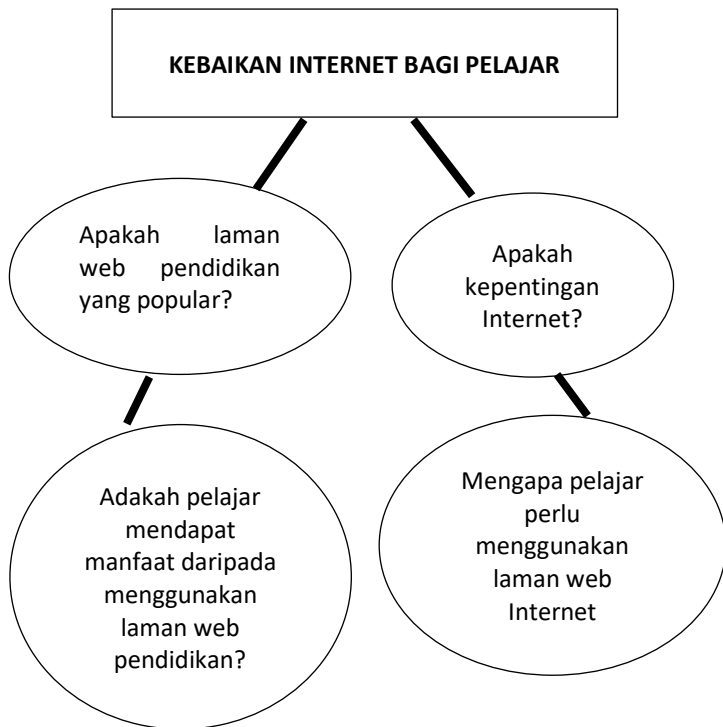 KEBAIKAN INTERNET BAGI PELAJAR
Apakah laman
web pendidikan
yang popular?
Apakah
kepentingan
Internet?
Adakah pelajar
mendapat
manfaat daripada
menggunakan
laman web
pendidikan?
Mengapa pelajar
perlu
menggunakan
laman web
Internet